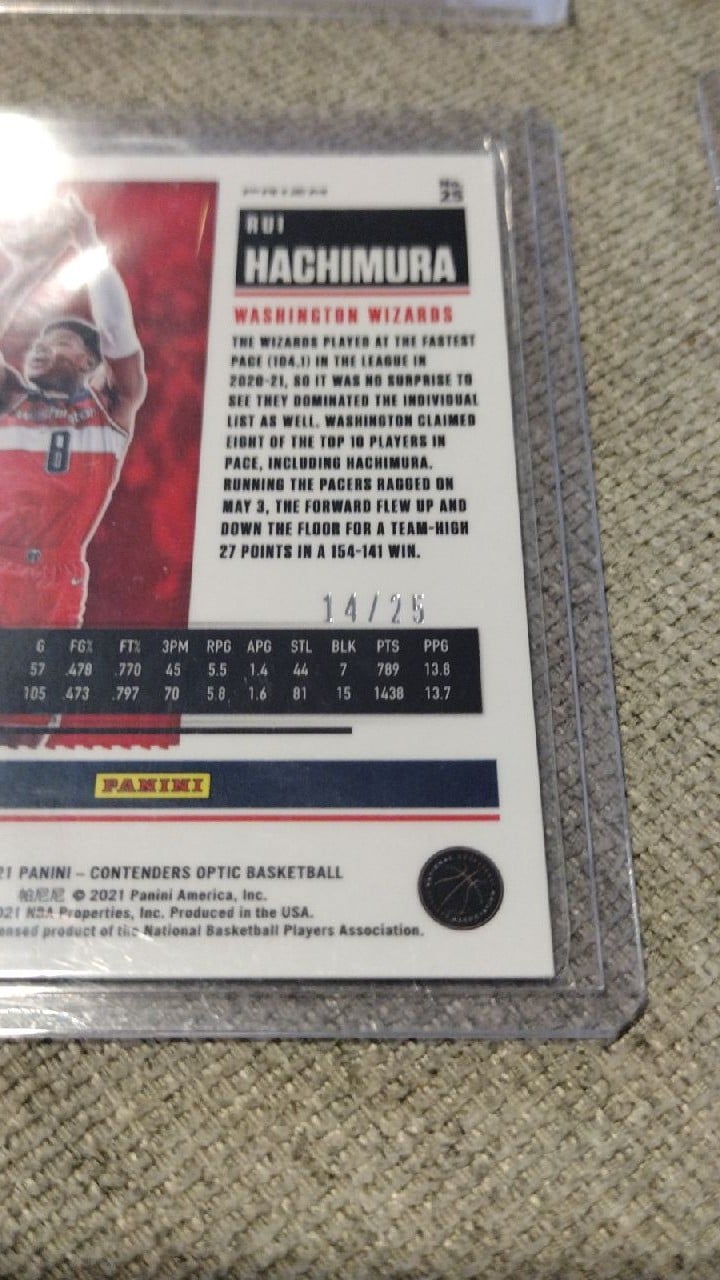 PRIZM
No.
25
RUI
HACHIMURA
WASHINGTON WIZARDS
THE WIZARDS PLAYED AT THE FASTEST
PACE (104.1) IN THE LEAGUE IN
2020-21, SO IT WAS NO SURPRISE TO
SEE THEY DOMINATED THE INDIVIDUAL
LIST AS WELL. WASHINGTON CLAIMED
EIGHT OF THE TOP 10 PLAYERS IN
PACE, INCLUDING HACHIMURA.
RUNNING THE PACERS RAGGED ON
MAY 3, THE FORWARD FLEW UP AND
DOWN THE FLOOR FOR A TEAM-HIGH
27 POINTS IN A 154-141 WIN.
Washington
8
14/25
G FG% FT% 3PM RPG APG STL BLK PTS PPG
57 .478 .770 45 5.5 1.4 44 7 789 13.8
105 .473 .797 70 5.8 1.6 81 15 1438 13.7
PANINI
21 PANINI – CONTENDERS OPTIC BASKETBALL
帕尼尼 © 2021 Panini America, Inc.
021 NBA Properties, Inc. Produced in the USA.
ensed product of the National Basketball Players Association.